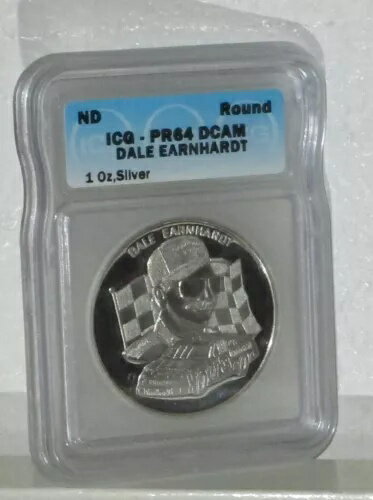 ND Round
ICG - PR64 DCAM
DALE EARNHARDT
1 Oz,Silver
DALE EARNHARDT